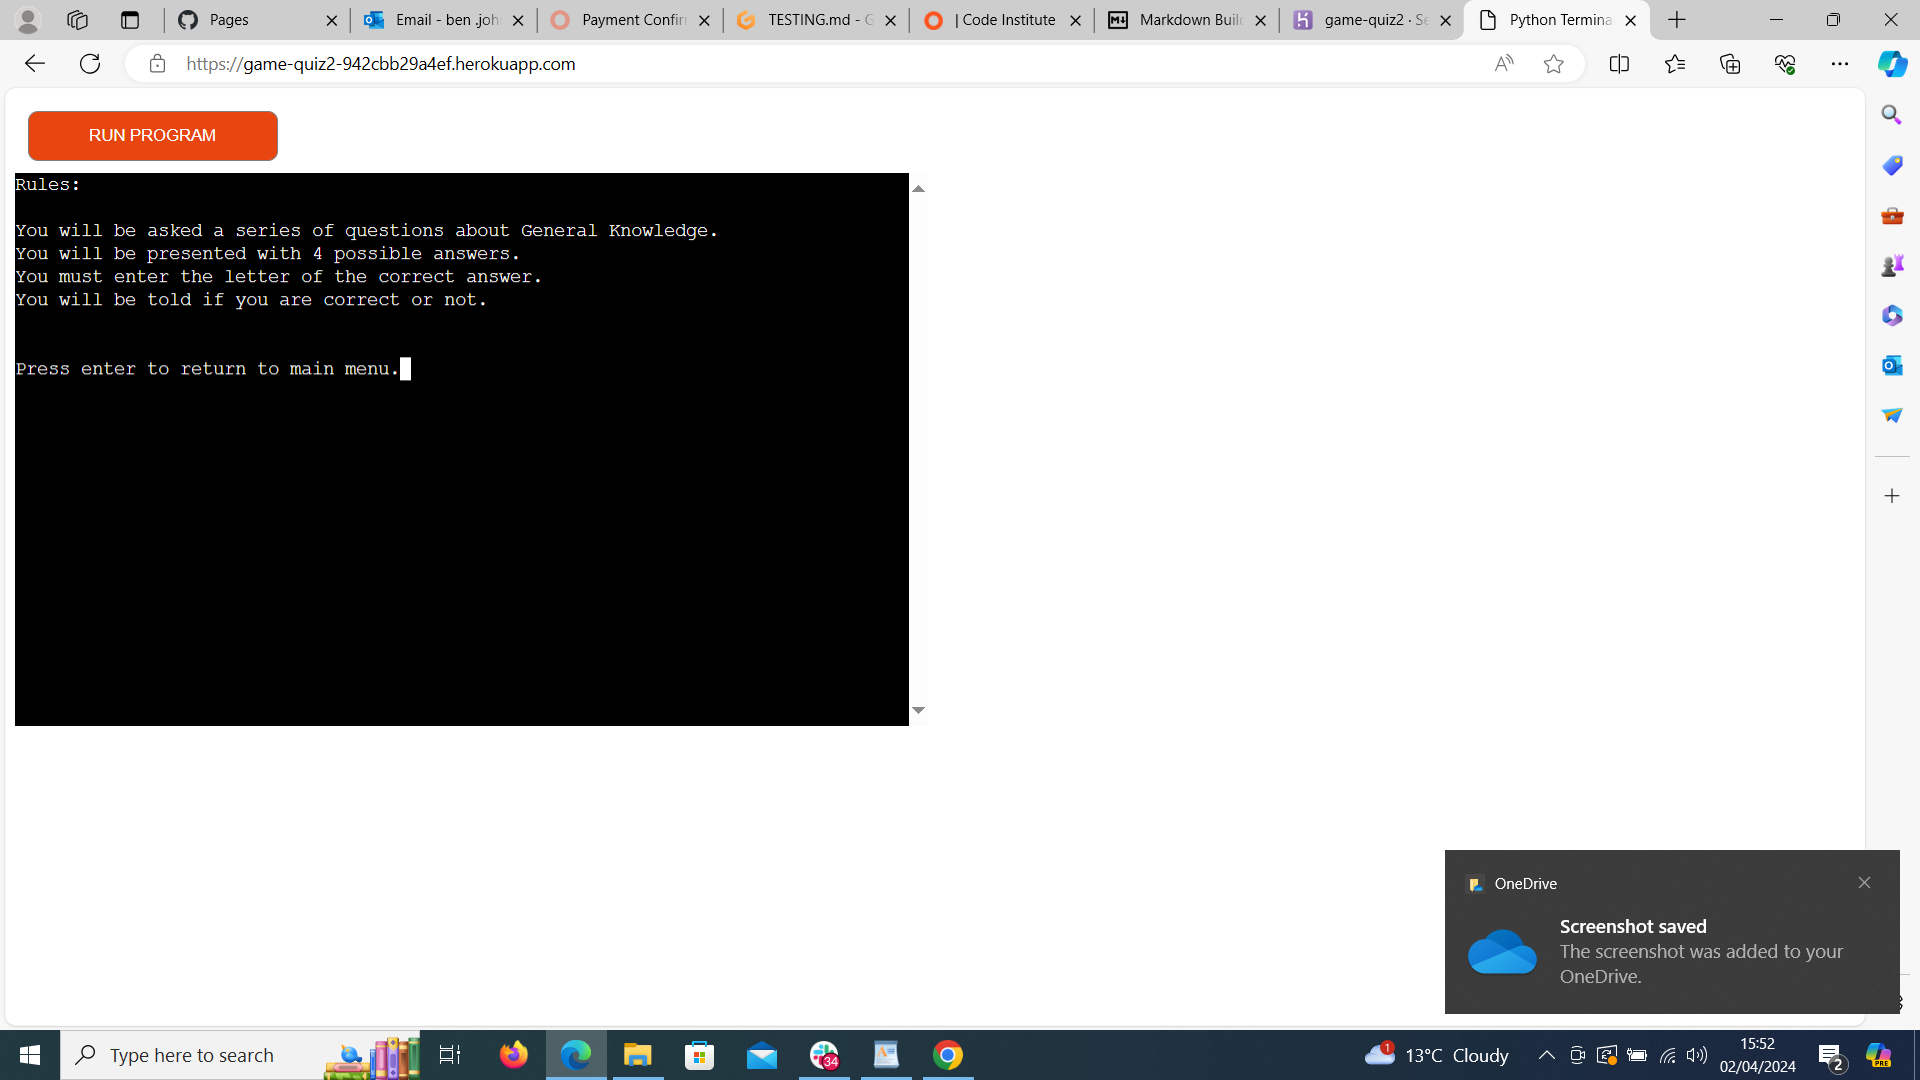 Pages
Email - ben joh
Payment Confir
TESTING.md - G
| Code Institute
Markdown Buil
game-quiz2 · Se
Python Termina
https://game-quiz2-942cbb29a4ef.herokuapp.com
RUN PROGRAM
Rules:
You will be asked a series of questions about General Knowledge.
You will be presented with 4 possible answers.
You must enter the letter of the correct answer.
You will be told if you are correct or not.
Press enter to return to main menu.
OneDrive
Screenshot saved
The screenshot was added to your
OneDrive.
Type here to search
34
1
13°C Cloudy
15:52
02/04/2024
2
PRE